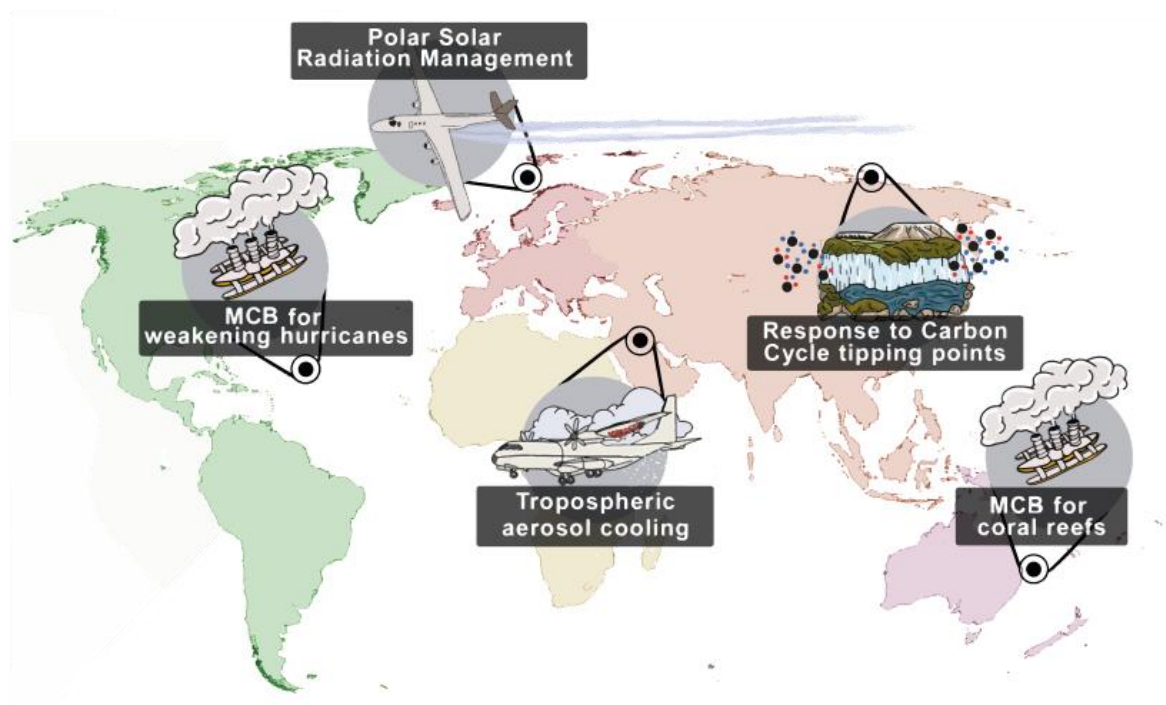 Polar Solar
Radiation Management
MCB for
weakening hurricanes
Response to Carbon
Cycle tipping points
Tropospheric
aerosol cooling
MCB for
coral reefs